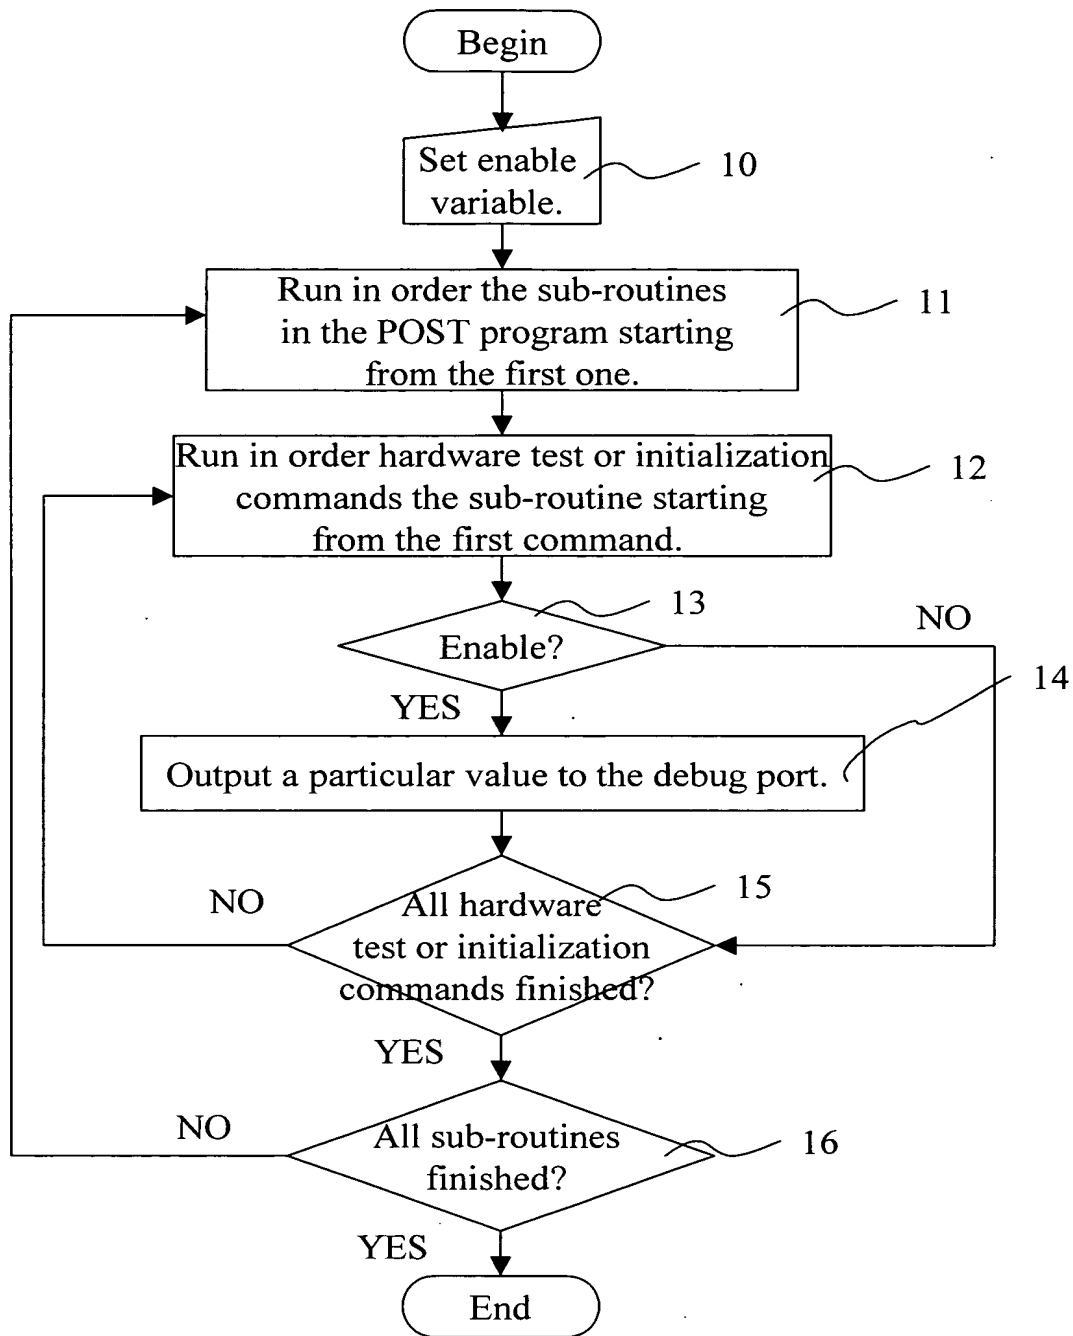 Begin
Set enable
variable.
10
Run in order the sub-routines
in the POST program starting
from the first one.
11
Run in order hardware test or initialization
commands the sub-routine starting
from the first command.
12
13
Enable?
NO
YES
14
Output a particular value to the debug port.
15
NO
All hardware
test or initialization
commands finished?
YES
NO
All sub-routines
finished?
16
YES
End